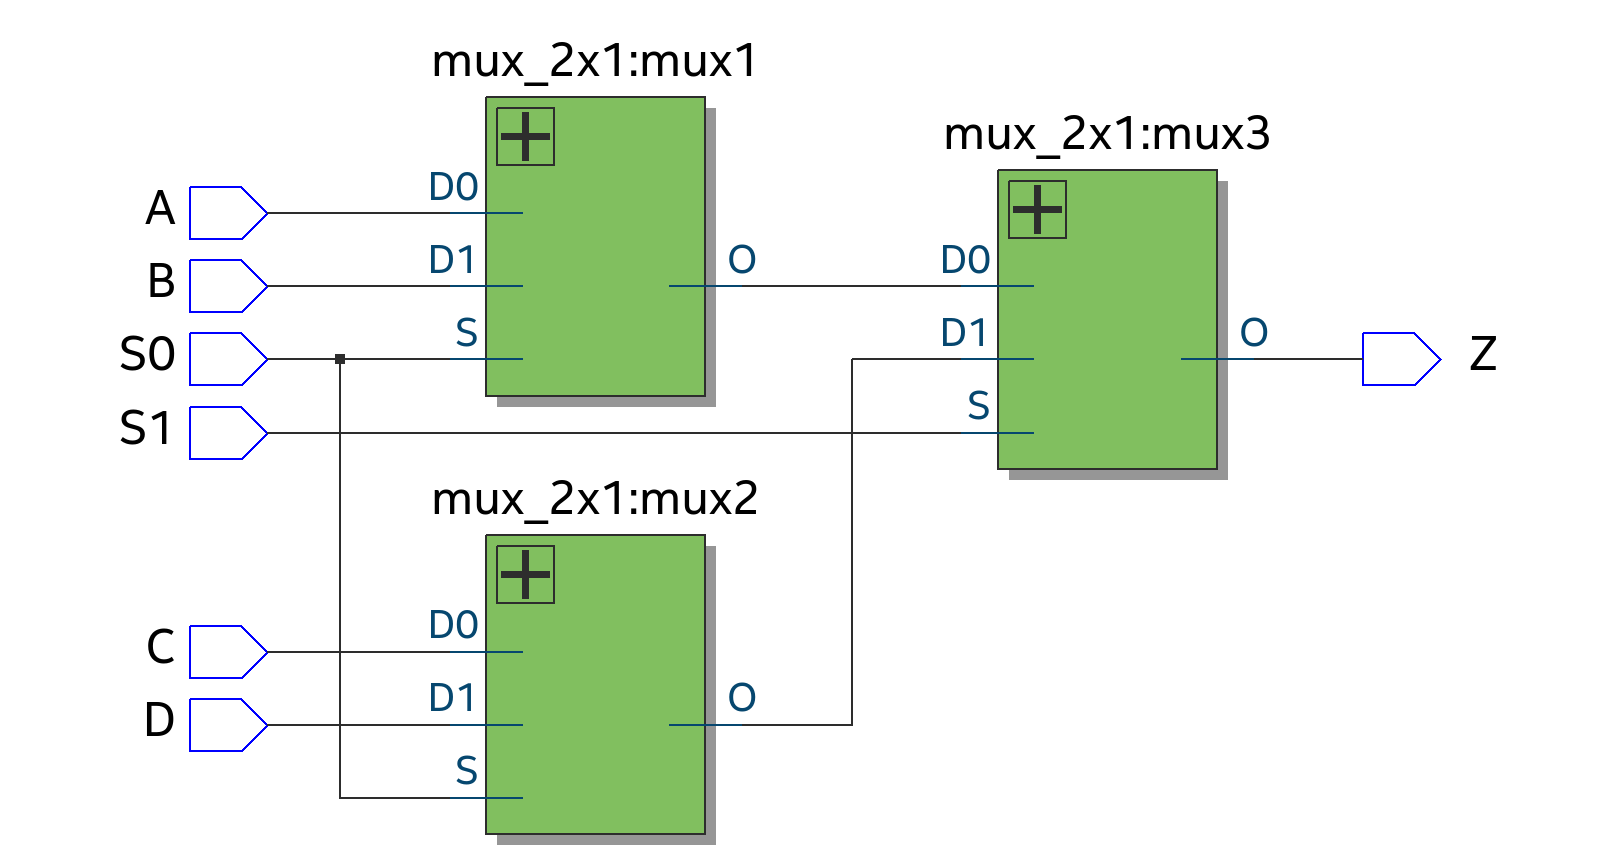 mux_2x1:mux1
mux_2x1:mux3
A
D0
B
D1
O
D0
S0
S
D1
O
Z
S1
S
mux_2x1:mux2
C
D0
D
D1
O
S